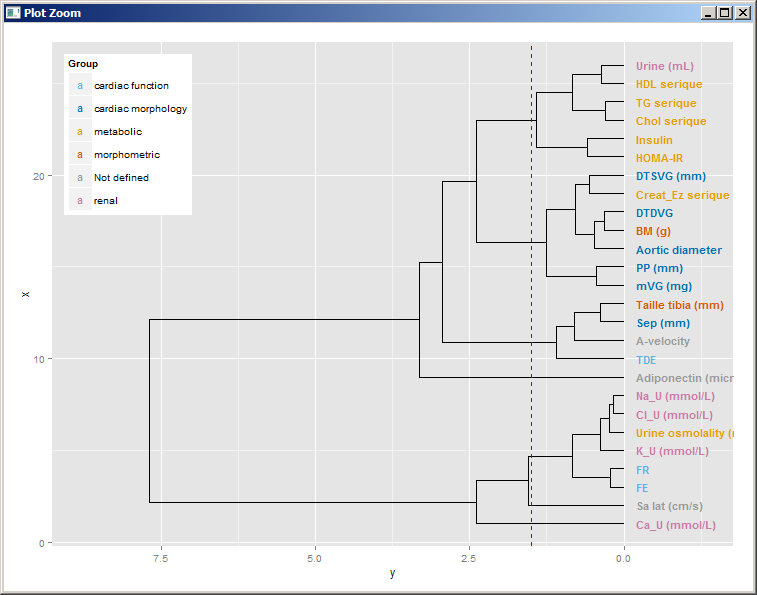 Plot Zoom
Group
a cardiac function
a cardiac morphology
a metabolic
a morphometric
a Not defined
a renal
Urine (mL)
HDL serique
TG serique
Chol serique
Insulin
HOMA-IR
DTSVG (mm)
Creat_Ez serique
DTDVG
BM (g)
Aortic diameter
PP (mm)
mVG (mg)
Taille tibia (mm)
Sep (mm)
A-velocity
TDE
Adiponectin (micr
Na_U (mmol/L)
Cl_U (mmol/L)
Urine osmolality (
K_U (mmol/L)
FR
FE
Sa lat (cm/s)
Ca_U (mmol/L)
20
10
0
x
7.5 5.0 2.5 0.0
y